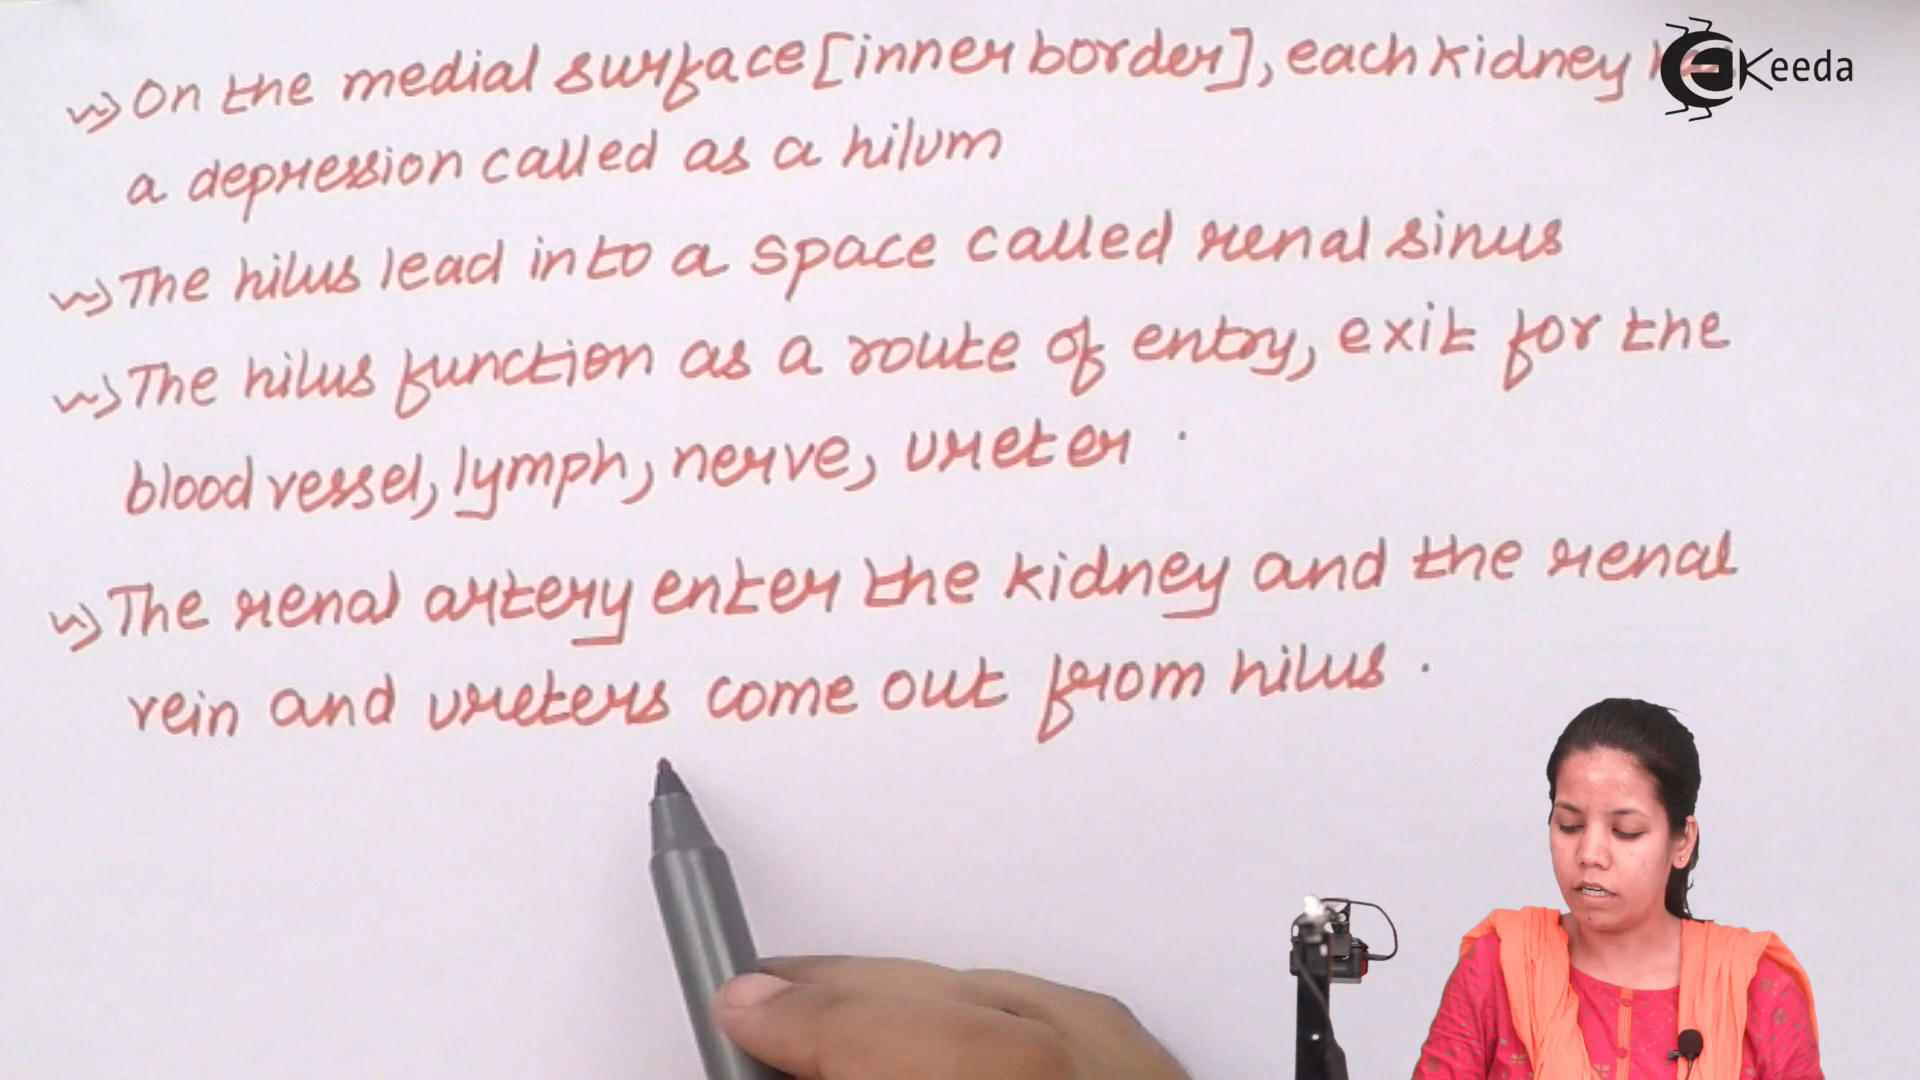 On the medial surface [inner border], each kidney has
EKeeda
a depression called as a hilum
The hilus lead into a space called renal sinus
The hilus function as a route of entry, exit for the
blood vessel, lymph, nerve, ureter .
The renal artery enter the kidney and the renal
vein and ureters come out from hilus .